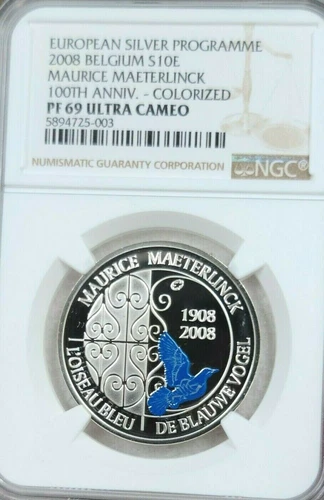 EUROPEAN SILVER PROGRAMME
2008 BELGIUM S10E
MAURICE MAETERLINCK
100TH ANNIV. - COLORIZED
PF 69 ULTRA CAMEO
5894725-003
NUMISMATIC GUARANTY CORPORATION
NGC®
MAURICE MAETERLINCK
1908
2008
L'OISEAU BLEU
DE BLAUWE VOGEL